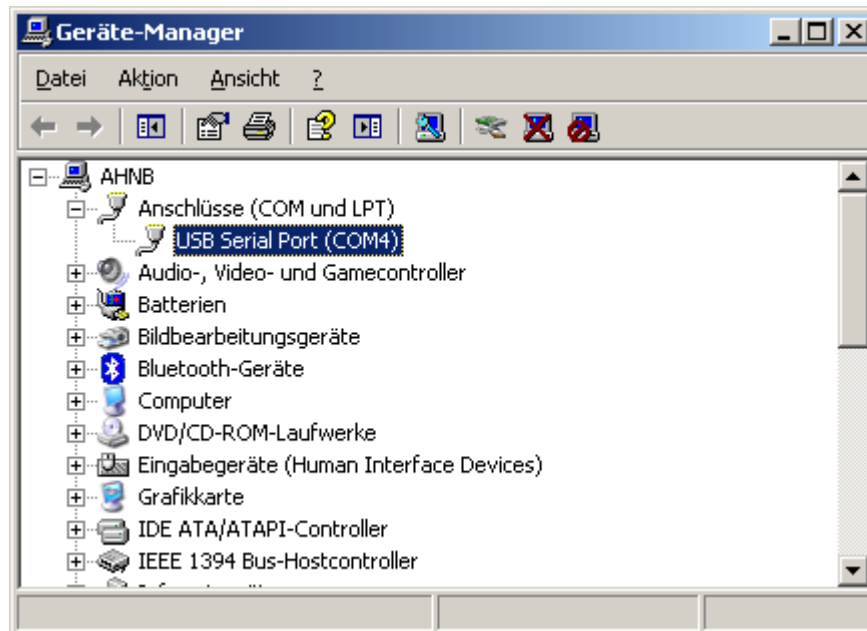 Geräte-Manager
Datei Aktion Ansicht ?
AHNB
Anschlüsse (COM und LPT)
USB Serial Port (COM4)
Audio-, Video- und Gamecontroller
Batterien
Bildbearbeitungsgeräte
Bluetooth-Geräte
Computer
DVD/CD-ROM-Laufwerke
Eingabegeräte (Human Interface Devices)
Grafikkarte
IDE ATA/ATAPI-Controller
IEEE 1394 Bus-Hostcontroller